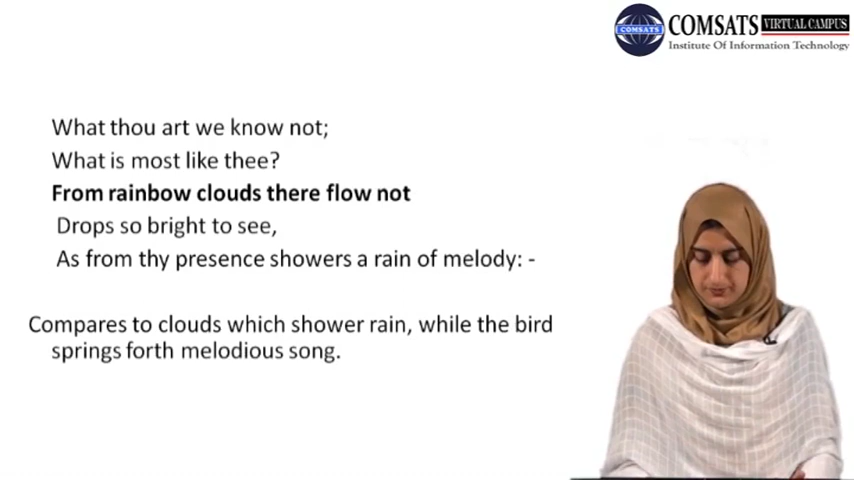 COMSATS VIRTUAL CAMPUS
COMSATS
Institute Of Information Technology
What thou art we know not;
What is most like thee?
From rainbow clouds there flow not
Drops so bright to see,
As from thy presence showers a rain of melody: -
Compares to clouds which shower rain, while the bird
springs forth melodious song.